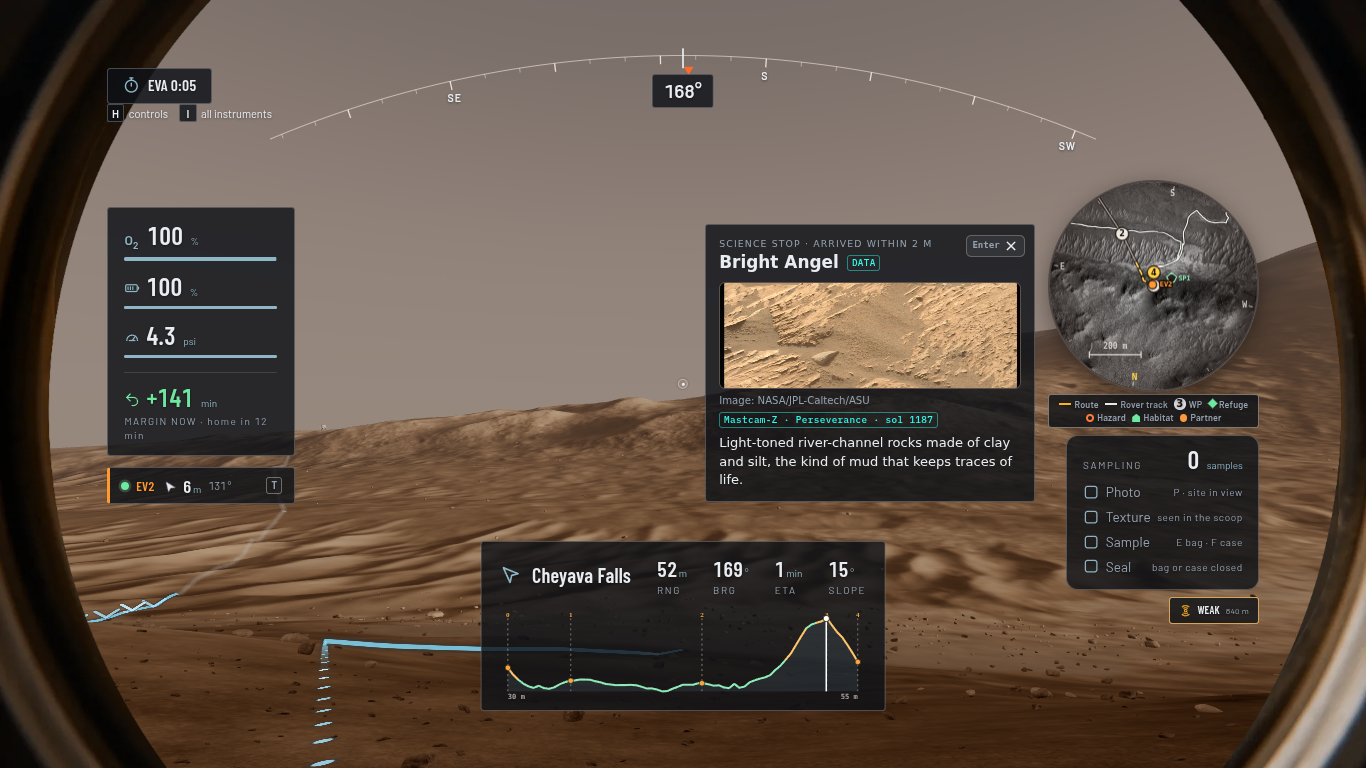 EVA 0:05
H controls I all instruments
SE
168°
S
SW
O2 100 %
100 %
4.3 psi
+141 min
MARGIN NOW · home in 12
min
EV2 6 m 131° T
SCIENCE STOP · ARRIVED WITHIN 2 M
Enter
Bright Angel DATA
Image: NASA/JPL-Caltech/ASU
Mastcam-Z · Perseverance · sol 1187
Light-toned river-channel rocks made of clay
and silt, the kind of mud that keeps traces of
life.
S
2
E
4
SP1
EV2
W
200 m
N
Route Rover track 3 WP Refuge
Hazard Habitat Partner
SAMPLING 0 samples
Photo P · site in view
Texture seen in the scoop
Sample E bag · F case
Seal bag or case closed
WEAK 840 m
Cheyava Falls
52 m 169° 1 min 15°
RNG BRG ETA SLOPE
0 1 2 3 4
30 m 55 m